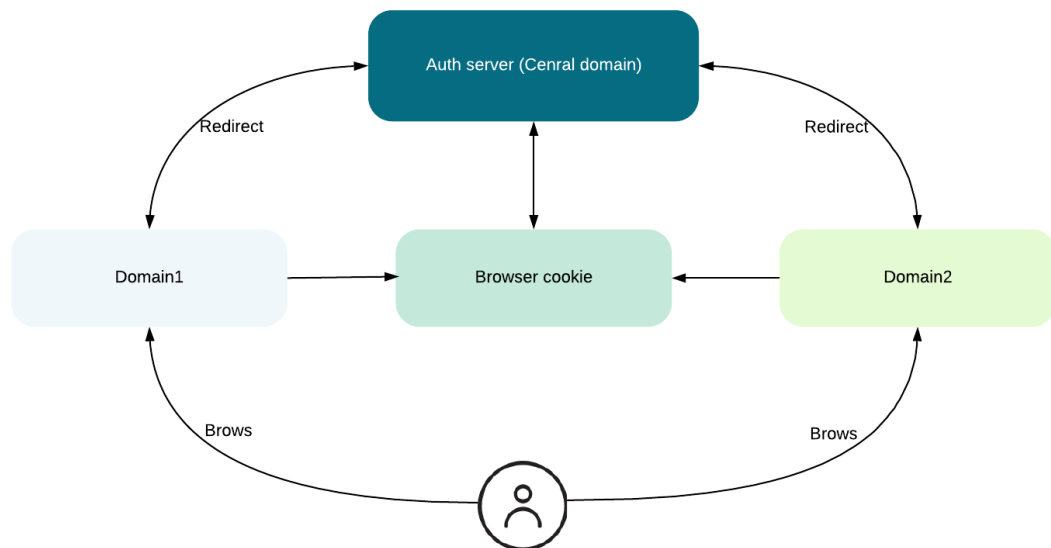 Auth server (Cenral domain)
Redirect
Redirect
Domain1
Browser cookie
Domain2
Brows
Brows